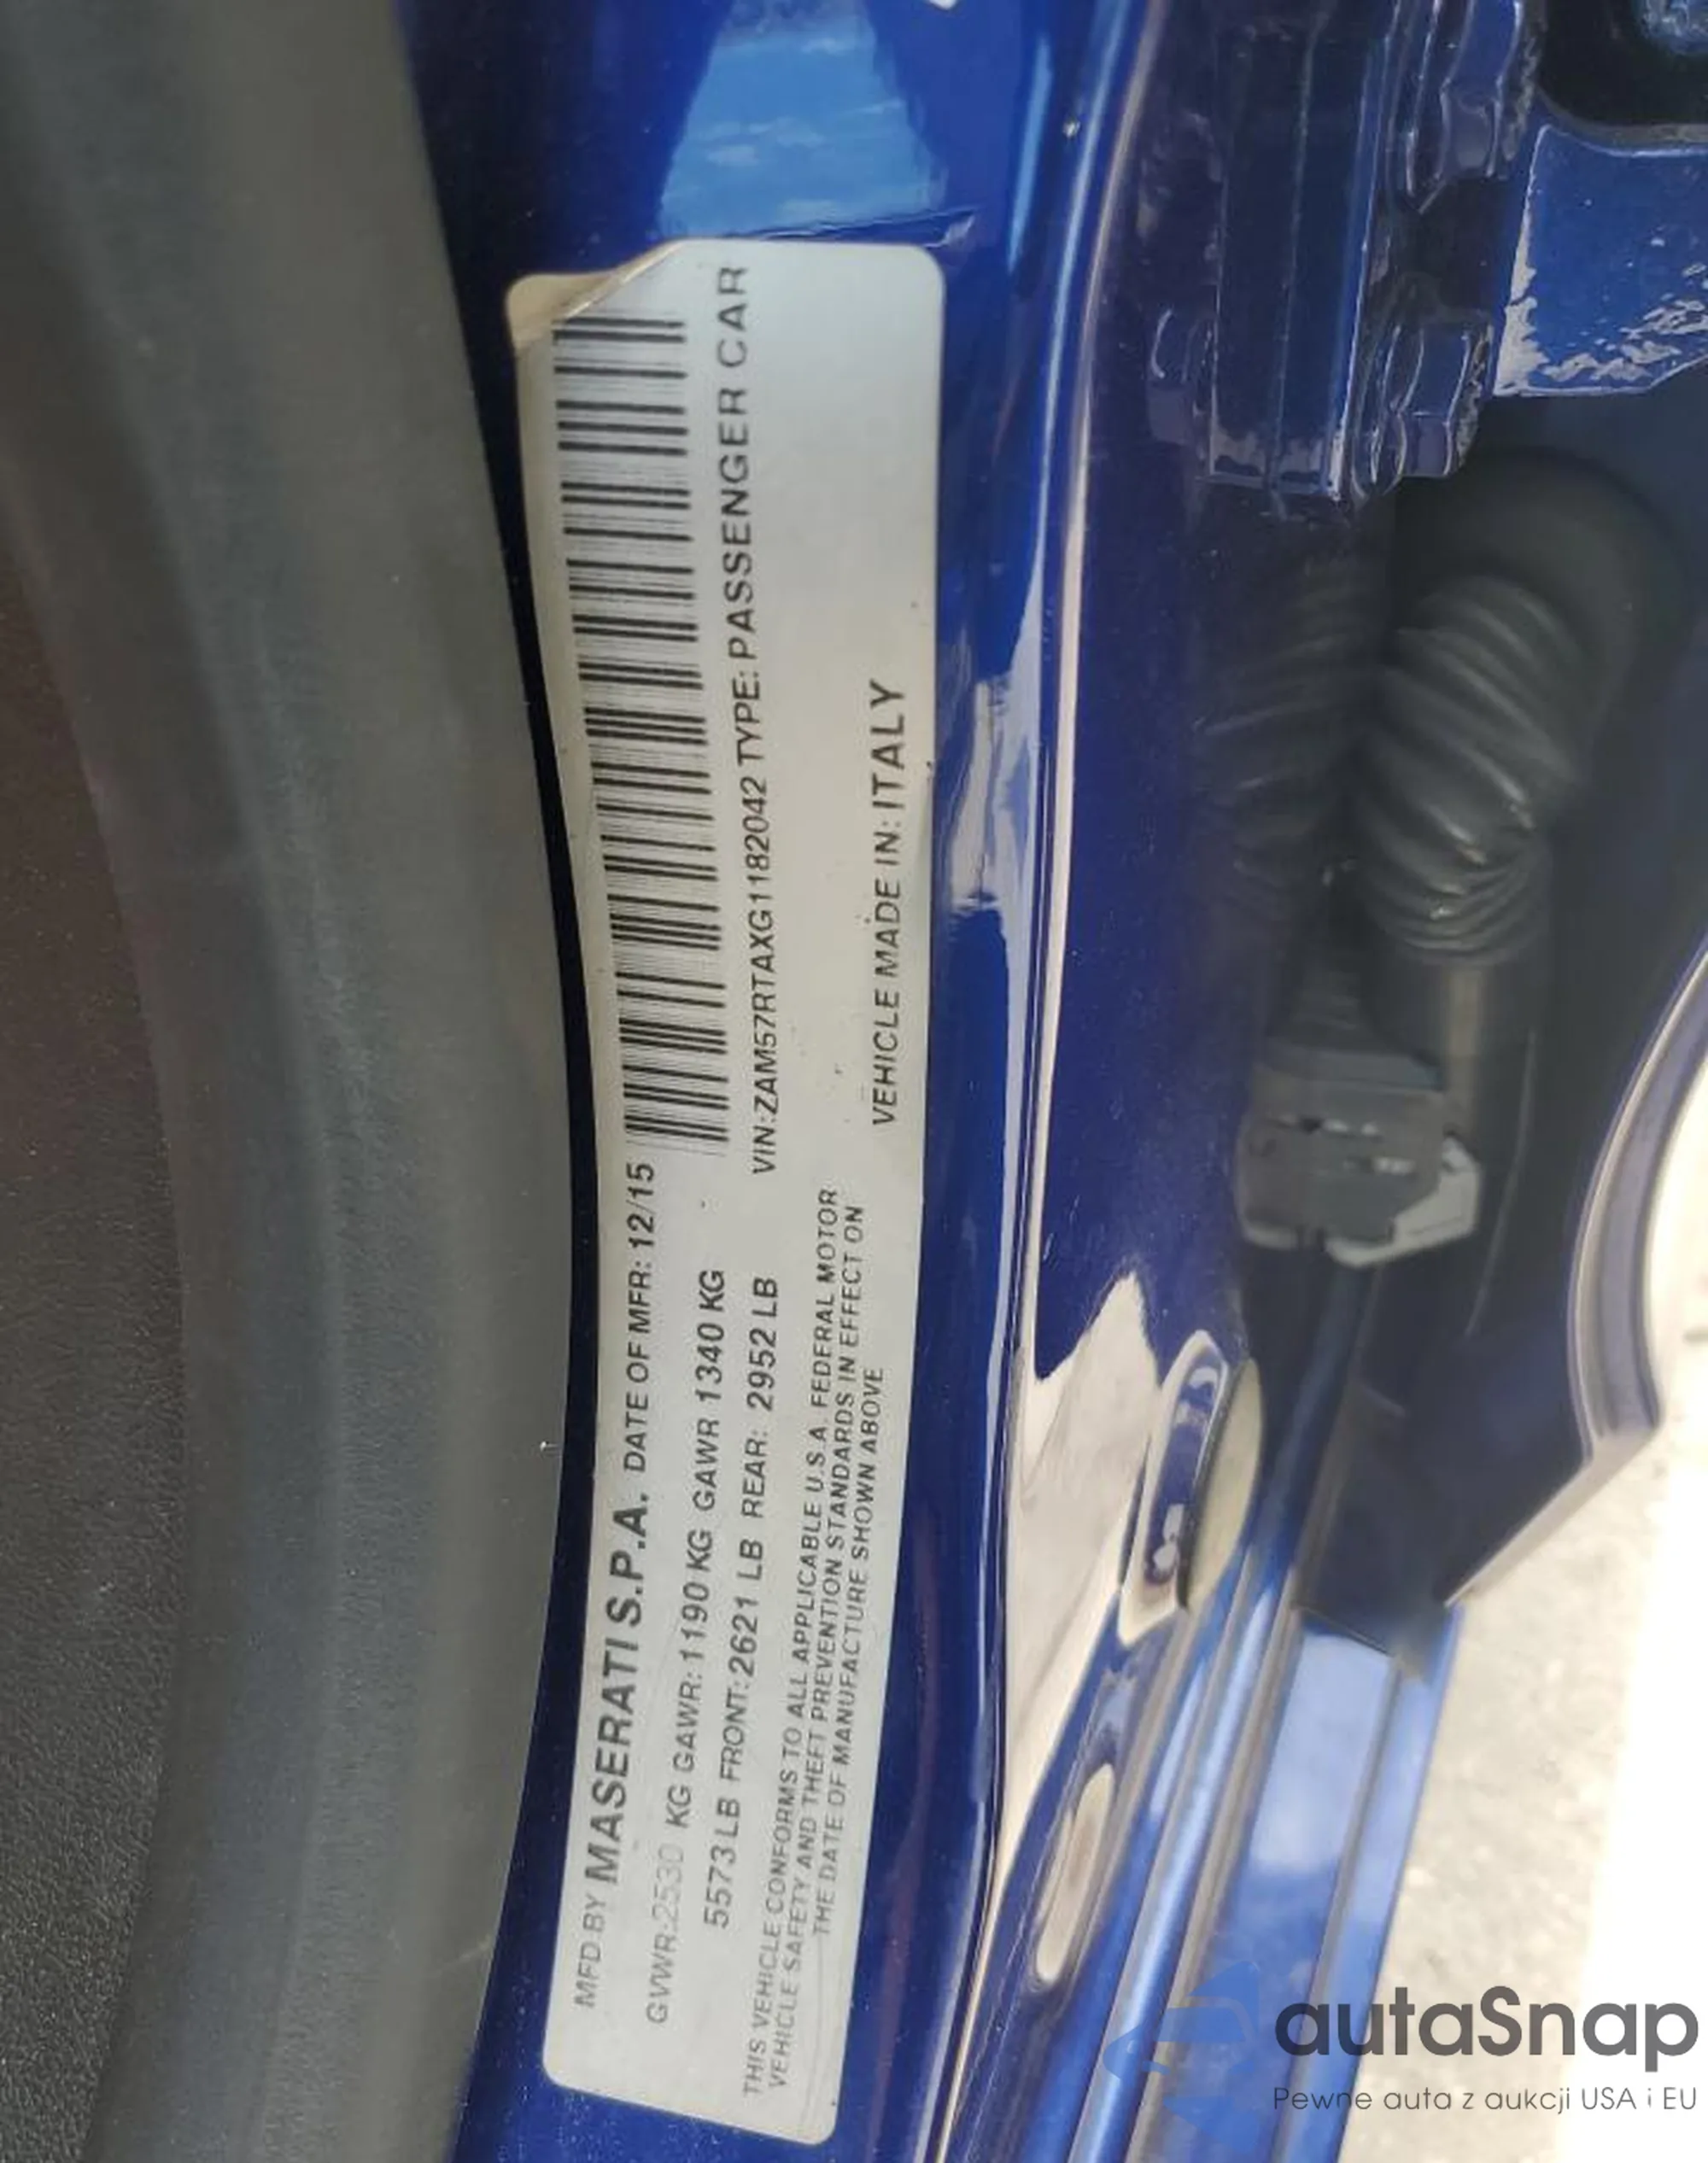 MFD BY MASERATI S.P.A. DATE OF MFR: 12/15
GVWR:2530 KG GAWR: 1190 KG GAWR 1340 KG
5573 LB FRONT: 2621 LB REAR: 2952 LB
VIN:ZAM57RTAXG1182042 TYPE: PASSENGER CAR
THIS VEHICLE CONFORMS TO ALL APPLICABLE U.S.A. FEDERAL MOTOR
VEHICLE SAFETY AND THEFT PREVENTION STANDARDS IN EFFECT ON
THE DATE OF MANUFACTURE SHOWN ABOVE
VEHICLE MADE IN: ITALY
autaSnap
Pewne auta z aukcji USA i EU